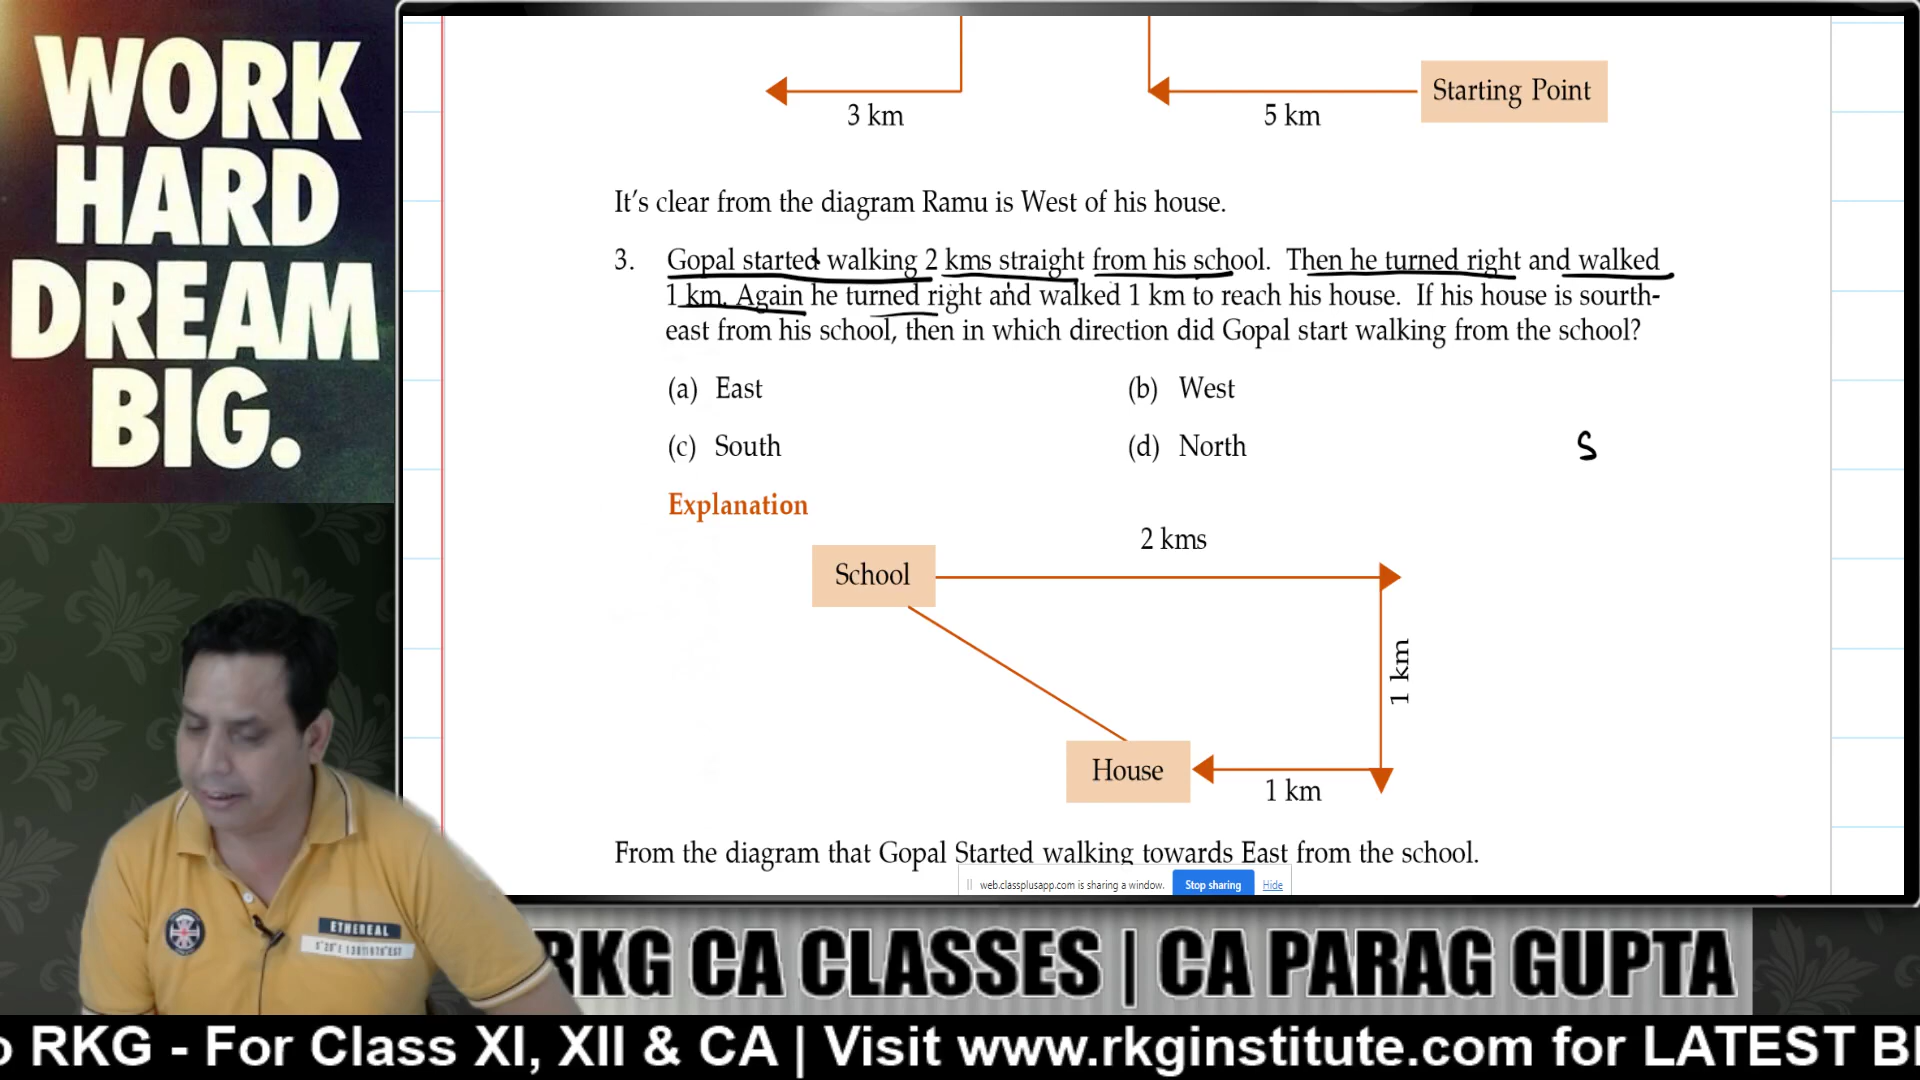 WORK
HARD
DREAM
BIG.
3 km
5 km
Starting Point
It's clear from the diagram Ramu is West of his house.
3. Gopal started walking 2 kms straight from his school. Then he turned right and walked
1 km. Again he turned right and walked 1 km to reach his house. If his house is sourth-
east from his school, then in which direction did Gopal start walking from the school?
(a) East
(b) West
(c) South
(d) North
S
Explanation
2 kms
School
1 km
House
1 km
From the diagram that Gopal Started walking towards East from the school.
web.classplusapp.com is sharing a window. Stop sharing Hide
ETHEREAL
RKG CA CLASSES | CA PARAG GUPTA
o RKG - For Class XI, XII & CA | Visit www.rkginstitute.com for LATEST B